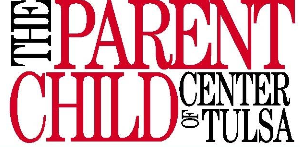 THE PARENT
CHILD CENTER
OF TULSA